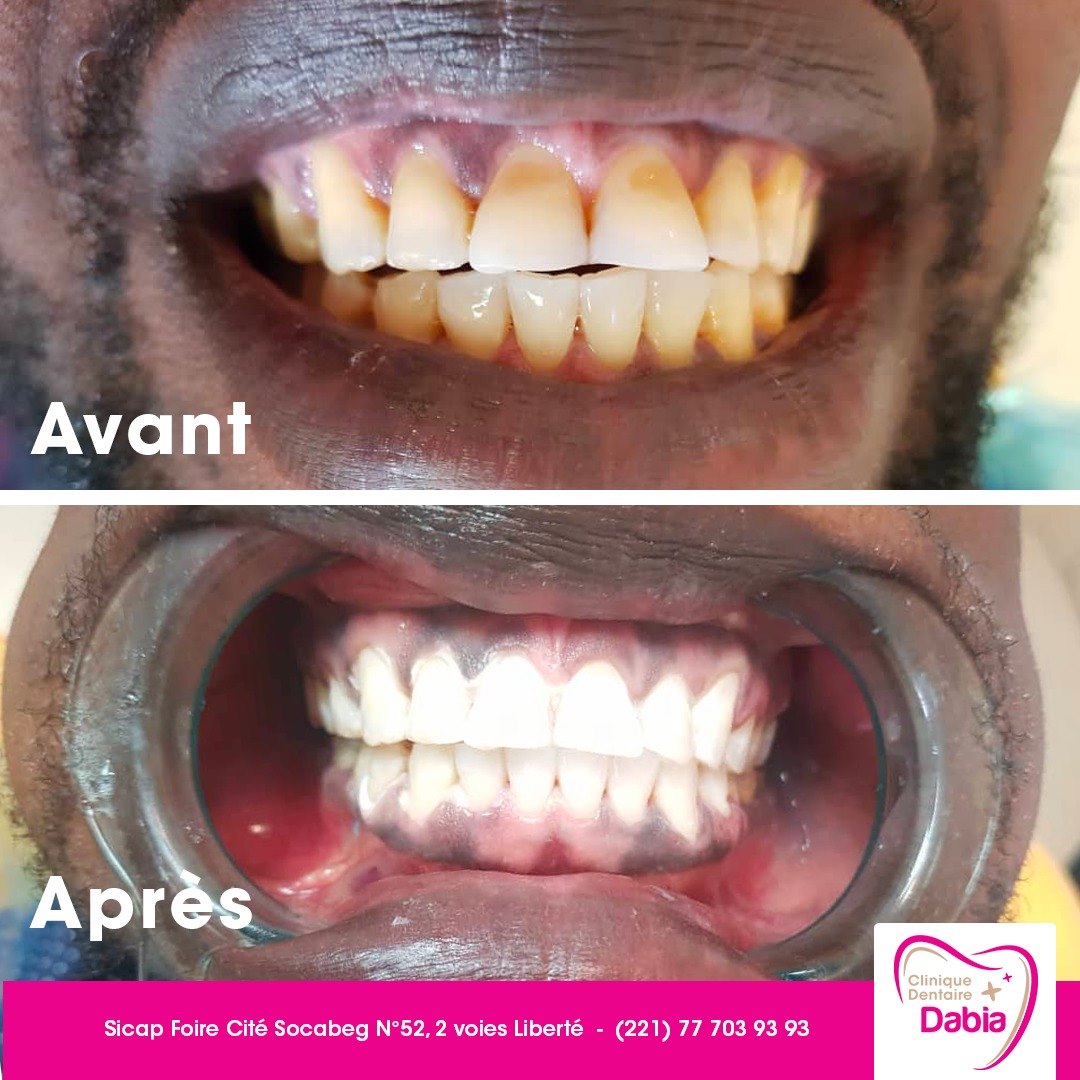 Avant
Après
Clinique
Dentaire
Dabia
Sicap Foire Cité Socabeg N°52, 2 voies Liberté - (221) 77 703 93 93